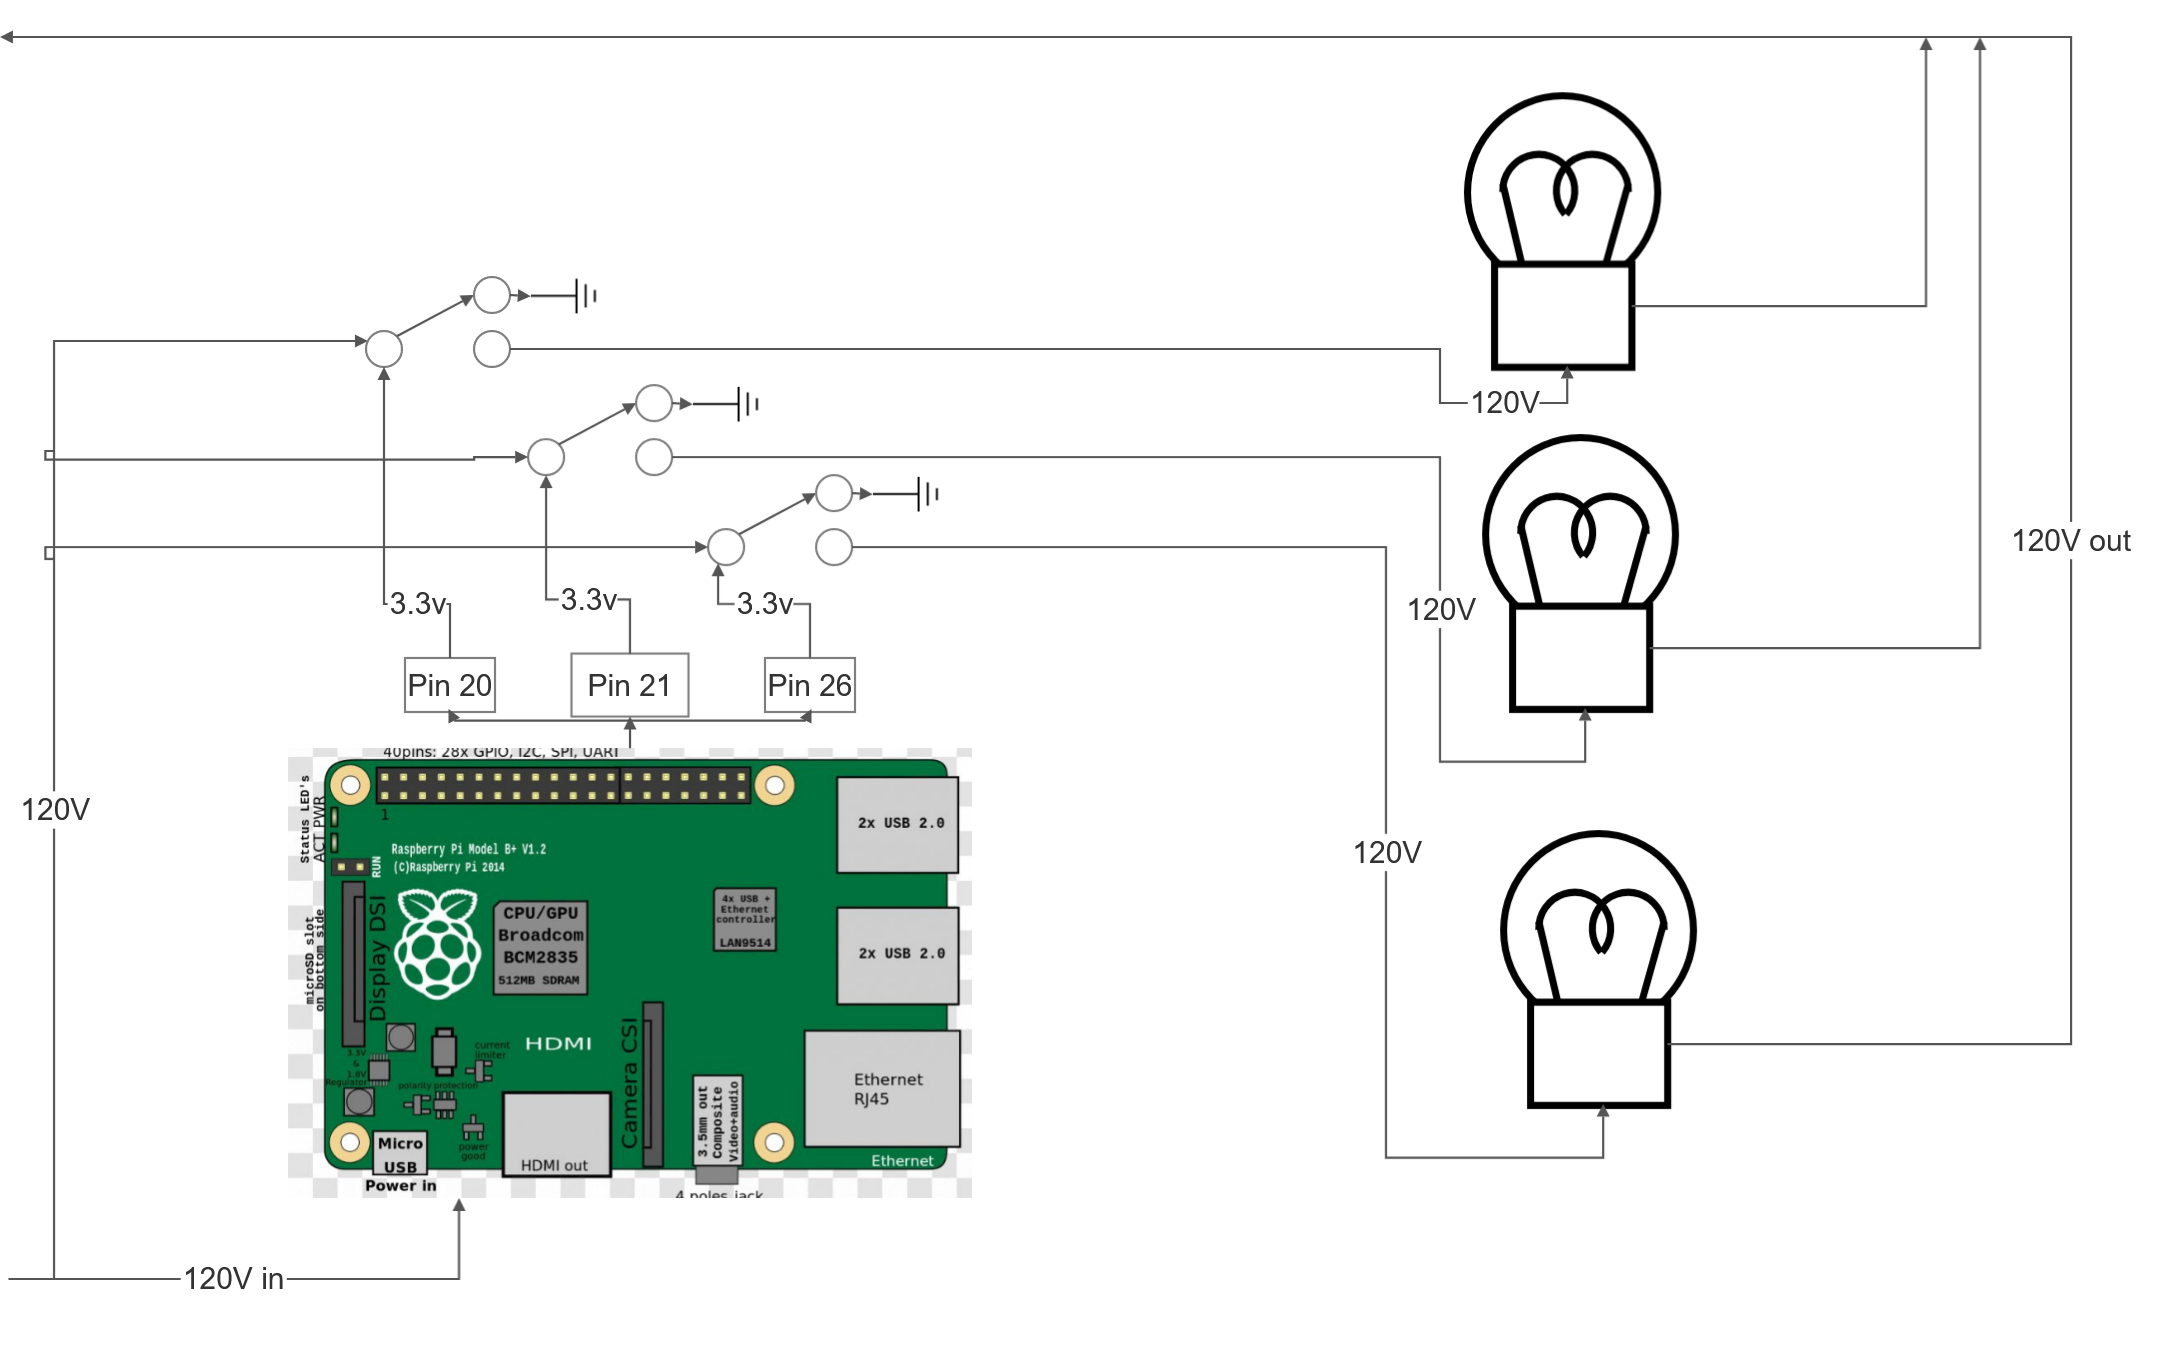 120V
120V out
3.3v
3.3v
3.3v
120V
Pin 20
Pin 21
Pin 26
40pins: 28x GPIO, I2C, SPI, UART
1
Status LED's
ACT PWR
RUN
2x USB 2.0
Raspberry Pi Model B+ V1.2
(C)Raspberry Pi 2014
120V
120V
microSD slot
on bottom side
Display DSI
CPU/GPU
Broadcom
BCM2835
512MB SDRAM
4x USB +
Ethernet
controller
LAN9514
2x USB 2.0
HDMI
current
limiter
3.3V
&
1.8V
Regulator
polarity protection
power
good
Camera CSI
3.5mm out
Composite
Video+audio
Ethernet
RJ45
Micro
USB
Power in
HDMI out
Ethernet
4 poles jack
120V in